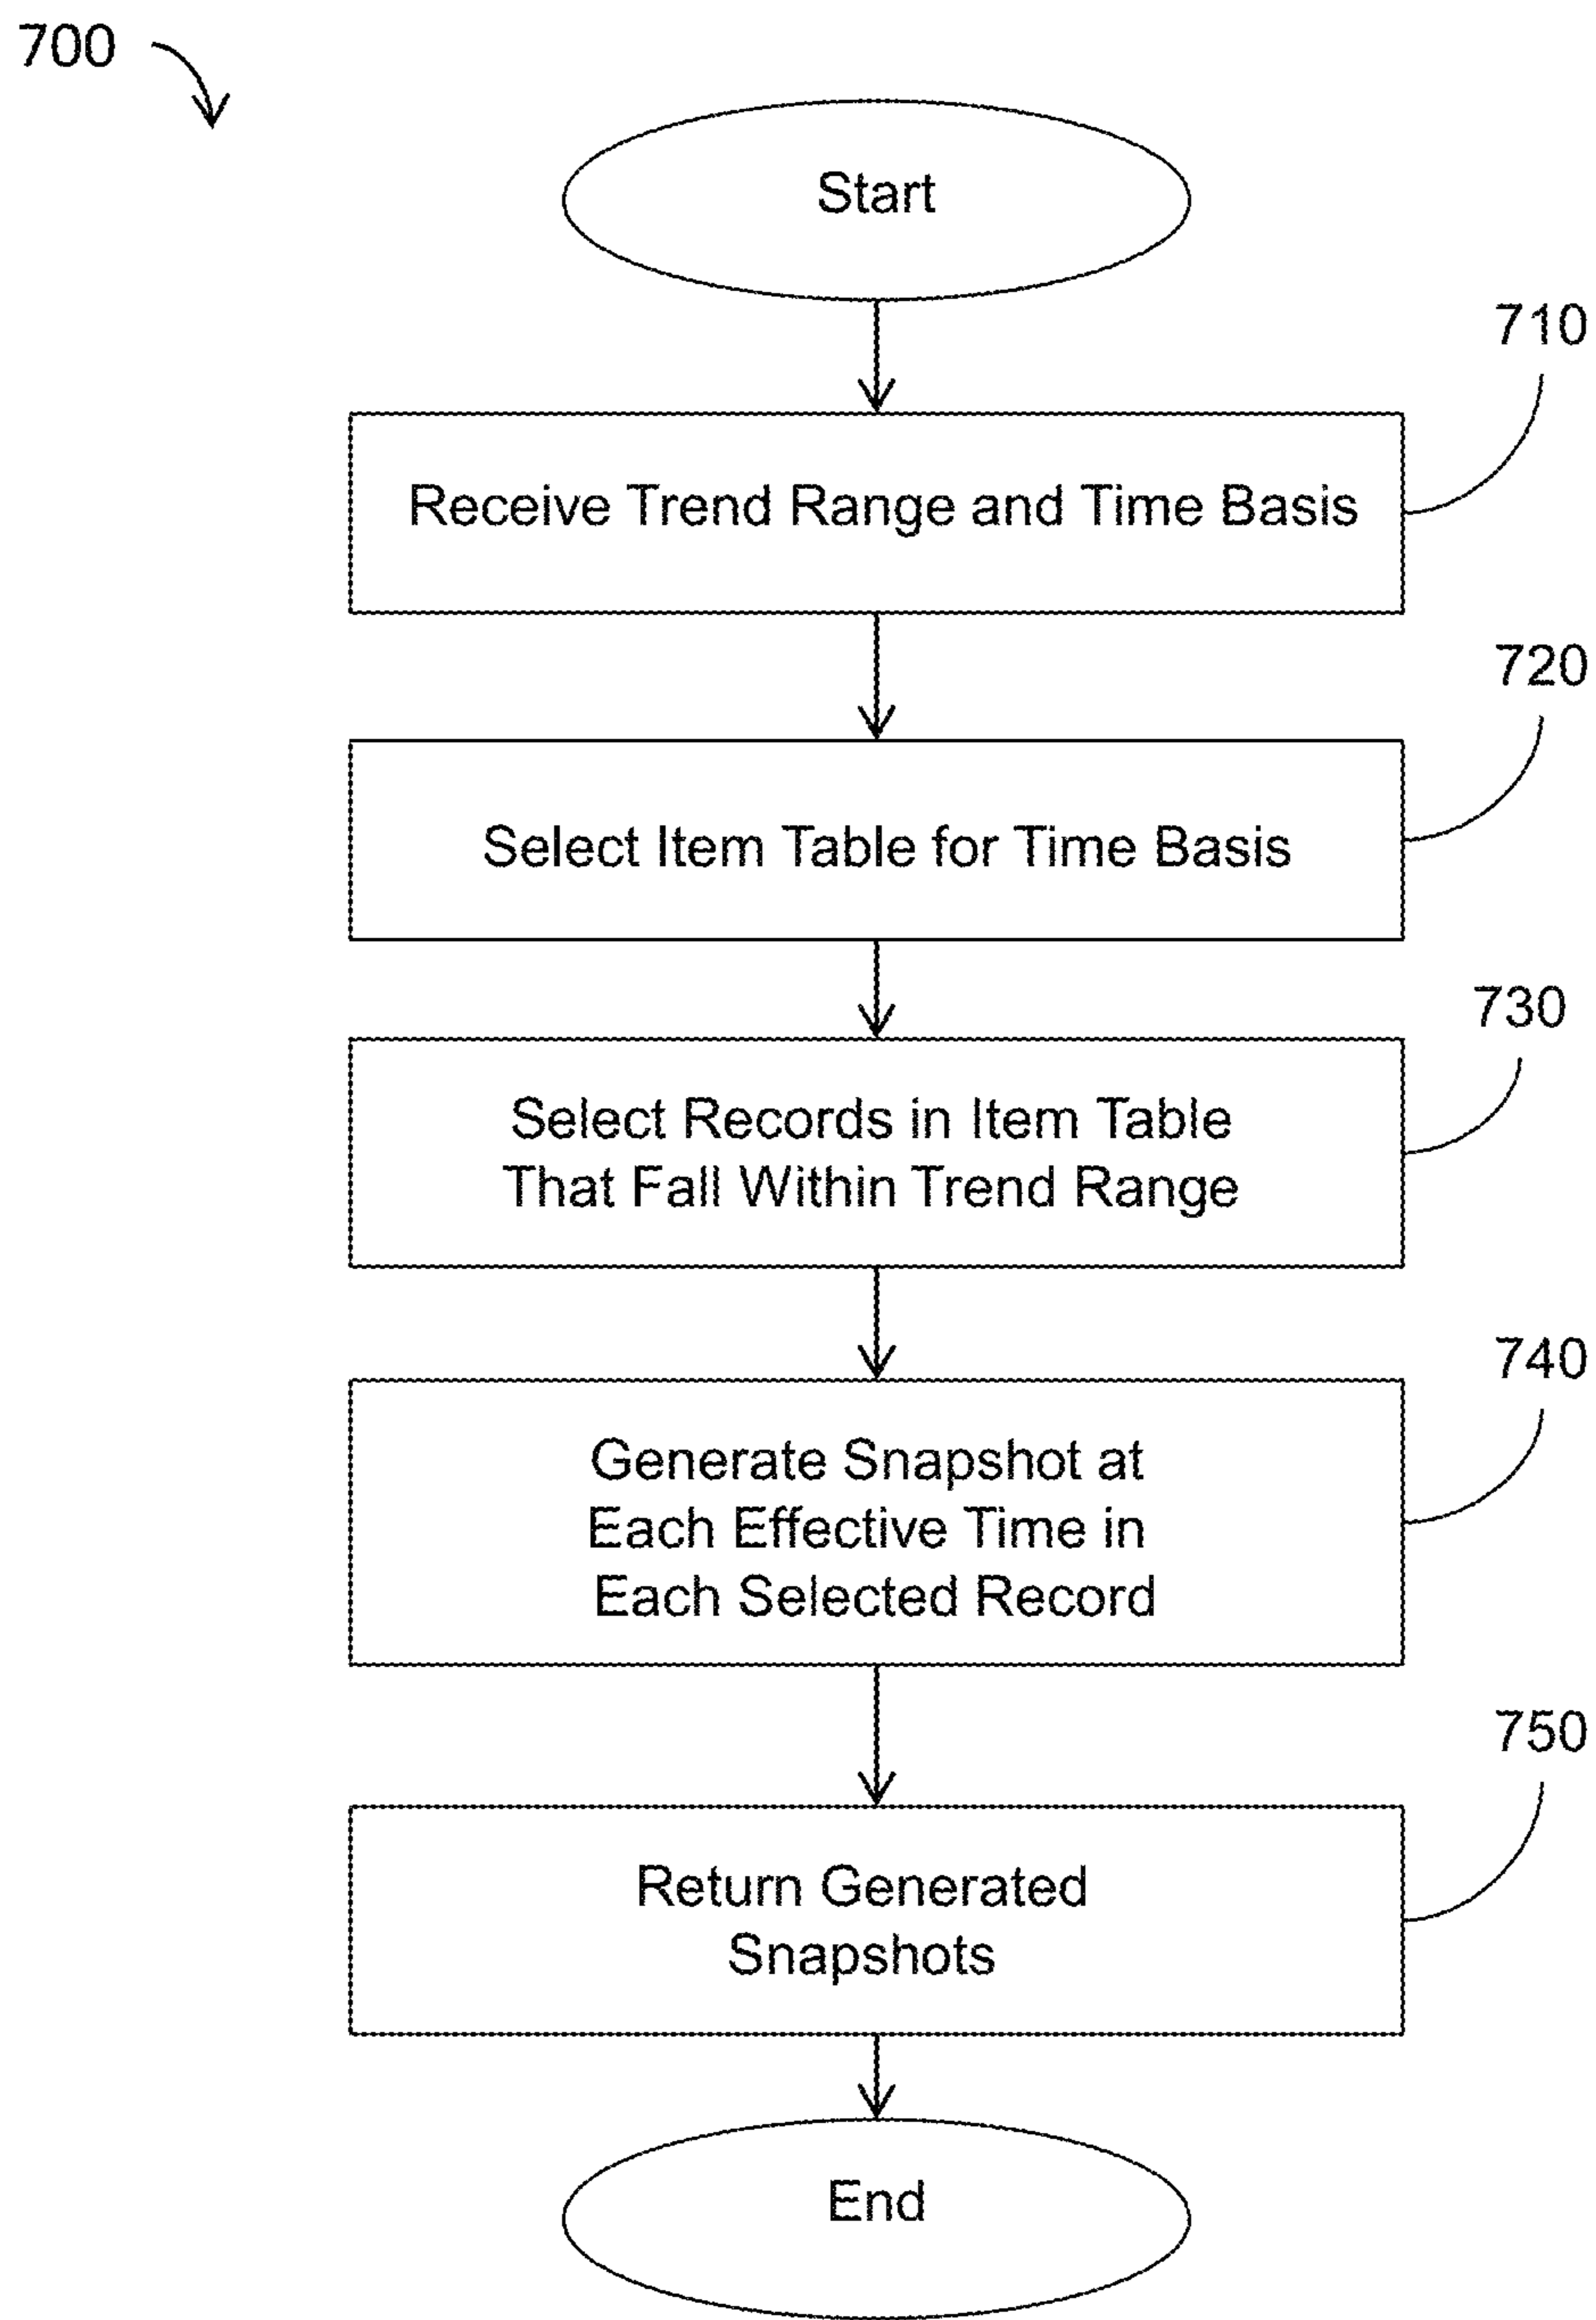 700
Start
710
Receive Trend Range and Time Basis
720
Select Item Table for Time Basis
730
Select Records in Item Table
That Fall Within Trend Range
740
Generate Snapshot at
Each Effective Time in
Each Selected Record
750
Return Generated
Snapshots
End